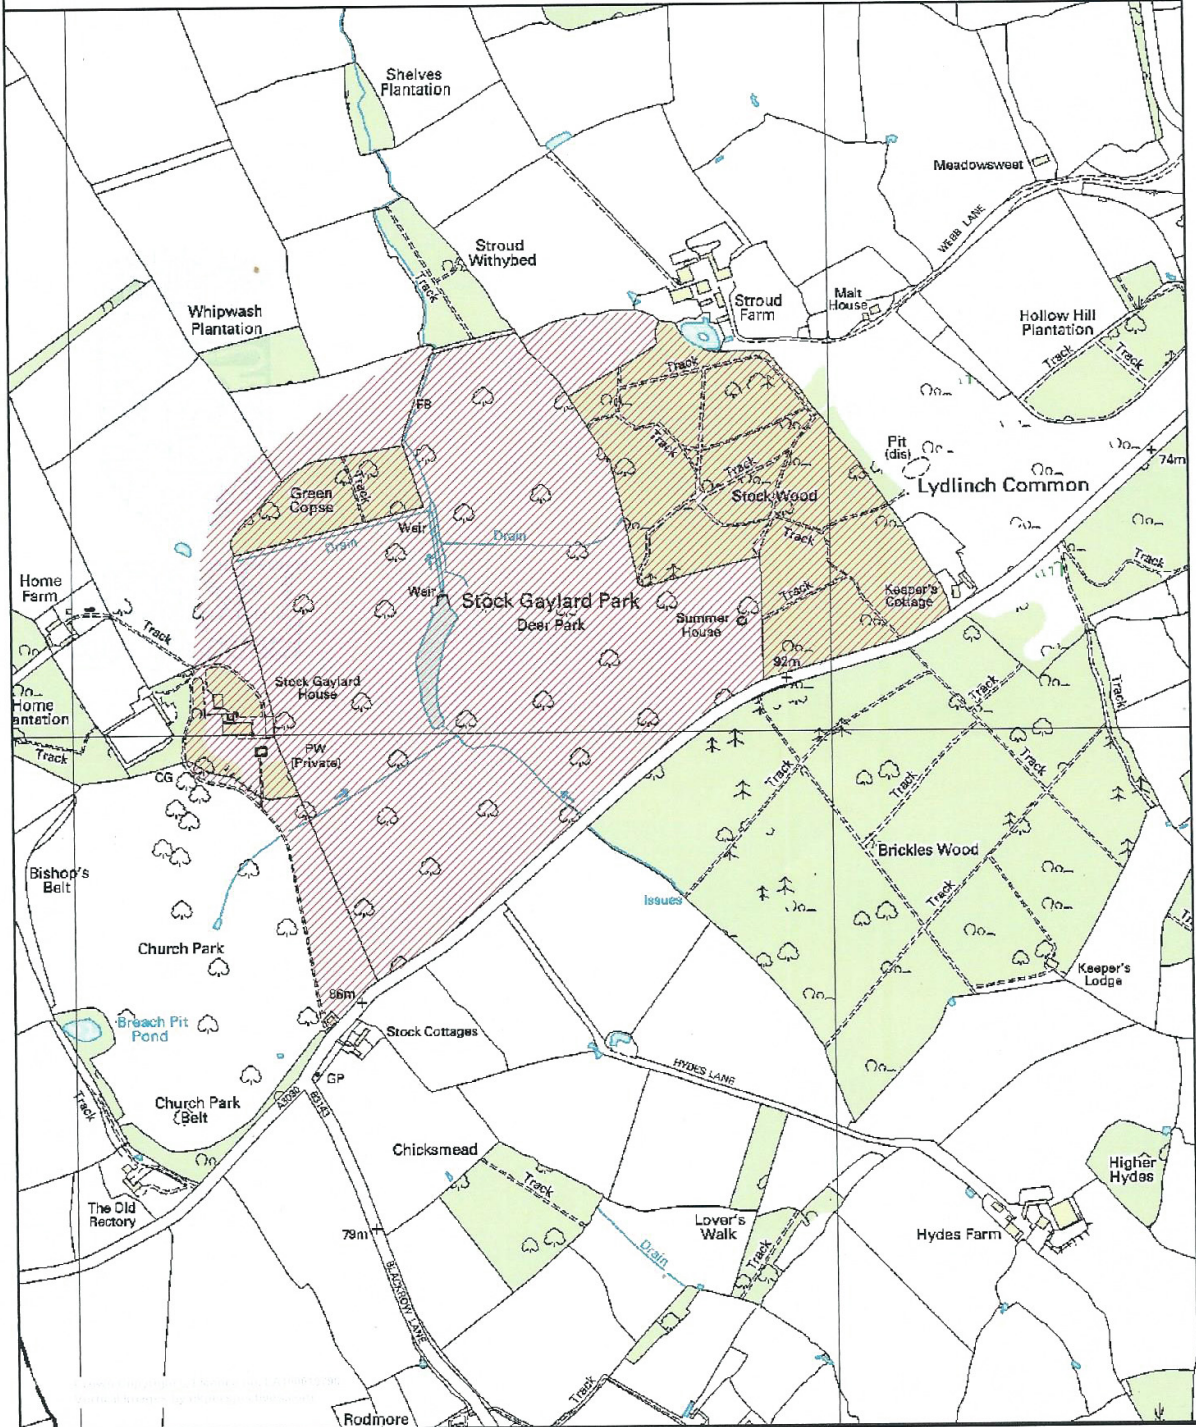 Shelves
Plantation
Meadowsweet
WEBB LANE
Stroud
Withybed
Track
Whipwash
Plantation
Stroud
Farm
Malt
House
Hollow Hill
Plantation
Track
Track
Track
FB
Track
Pit
(dis)
74m
Track
Green
Copse
Track
Stock Wood
Lydlinch Common
Weir
Drain
Drain
Track
Track
Home
Farm
Weir
Stock Gaylard Park
Deer Park
Track
Keeper's
Cottage
Summer
House
Track
92m
Stock Gaylard
House
Track
Track
Home
Plantation
Track
PW
(Private)
CG
Track
Track
Track
Bishop's
Belt
Brickles Wood
Issues
Track
Church Park
Keeper's
Lodge
86m
Breach Pit
Pond
Stock Cottages
GP
HYDES LANE
Track
Church Park
Belt
A3030
B3143
Chicksmead
Track
Higher
Hydes
The Old
Rectory
Lover's
Walk
Hydes Farm
79m
Drain
Track
BLACKROW LANE
Track
Rodmore